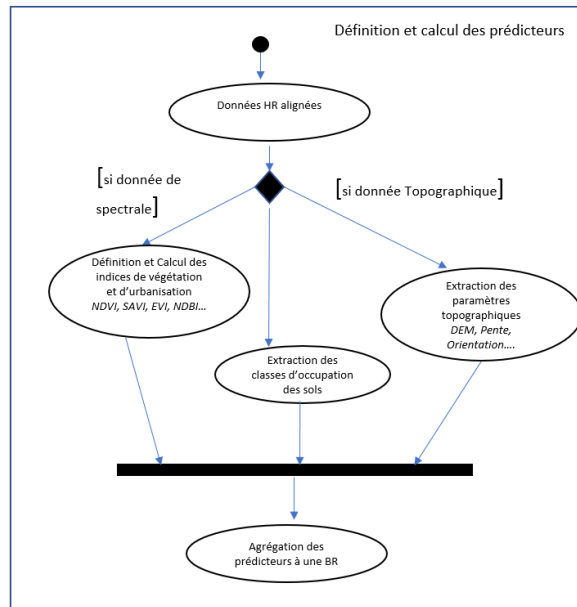 Définition et calcul des prédicteurs
Données HR alignées
[si donnée de
spectrale]
[si donnée Topographique]
Définition et Calcul des
indices de végétation
et d'urbanisation
NDVI, SAVI, EVI, NDBI...
Extraction des
paramètres
topographiques
DEM, Pente,
Orientation....
Extraction des
classes d'occupation
des sols
Agrégation des
prédicteurs à une BR